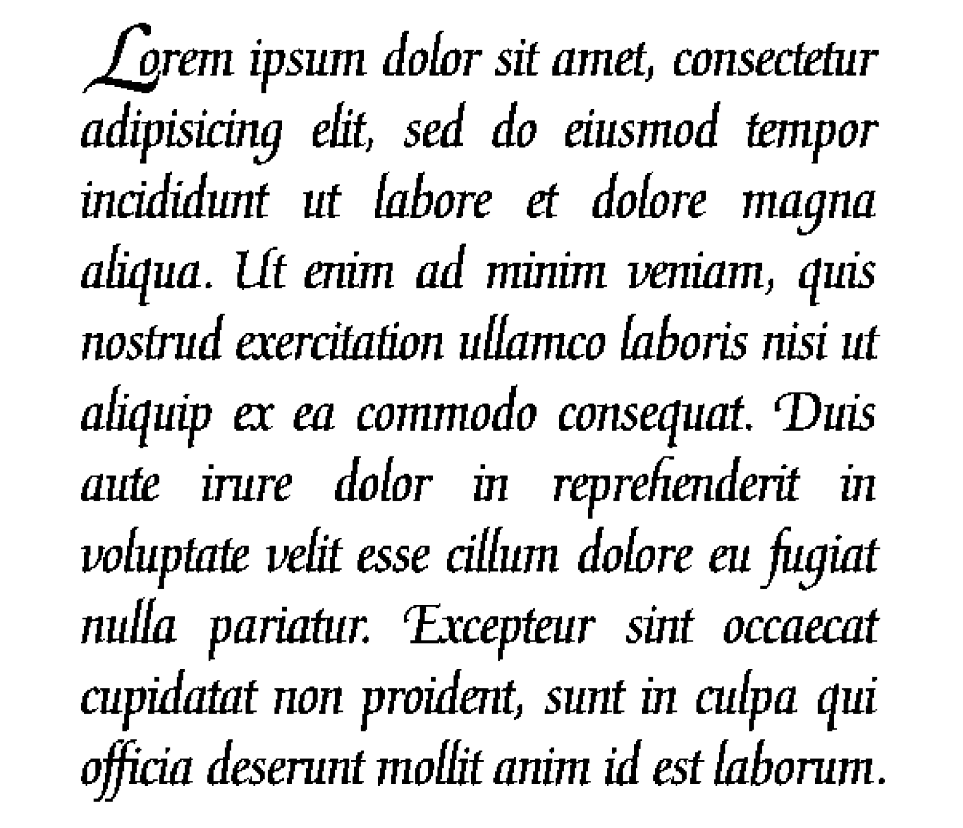 Lorem ipsum dolor sit amet, consectetur
adipisicing elit, sed do eiusmod tempor
incididunt ut labore et dolore magna
aliqua. Ut enim ad minim veniam, quis
nostrud exercitation ullamco laboris nisi ut
aliquip ex ea commodo consequat. Duis
aute irure dolor in reprehenderit in
voluptate velit esse cillum dolore eu fugiat
nulla pariatur. Excepteur sint occaecat
cupidatat non proident, sunt in culpa qui
officia deserunt mollit anim id est laborum.